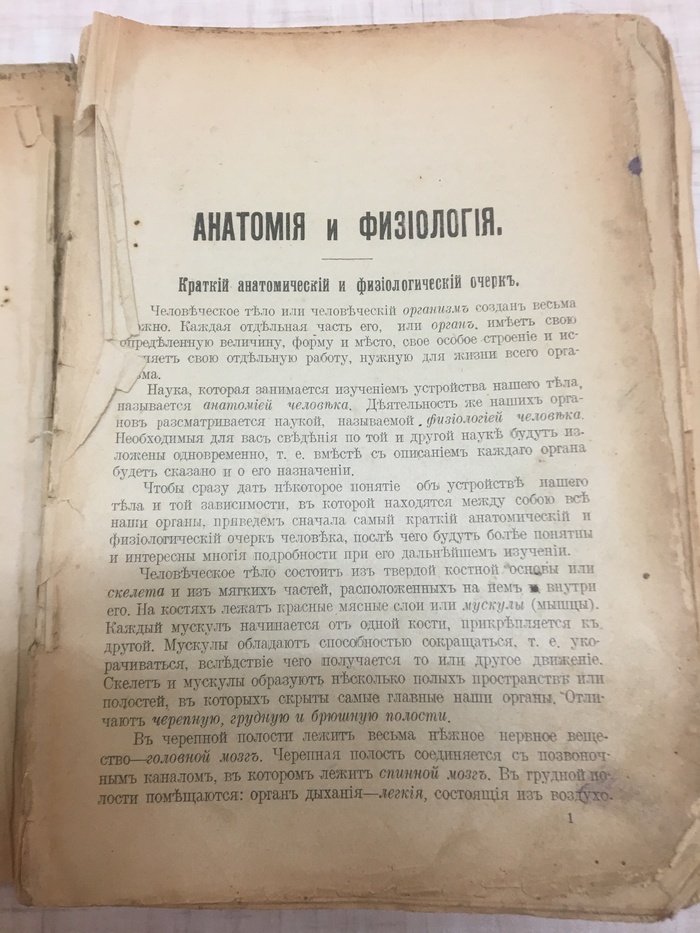 АНАТОМІЯ и ФИЗІОЛОГІЯ.
Краткій анатомическій и физіологическій очеркъ.
Человѣческое тѣло или человѣческій организмъ создан весьма
ожно. Каждая отдѣльная часть его, или органъ, имѣетъ свою
опредѣленную величину, форму и мѣсто, свое особое строение и ис-
няетъ свою отдѣльную работу, нужную для жизни всего орга-
ма.
Наука, которая занимается изученіемъ устройства нашего тѣла,
называется анатоміей человѣка. Дѣятельность же нашихъ орга-
новъ разсматривается наукой, называемой физіологіей человѣка.
Необходимыя для васъ свѣдѣнія по той и другой наукѣ будутъ из-
ложены одновременно, т. е. вмѣстѣ съ описаніемъ каждаго органа
будетъ сказано и о его назначеніи.
Чтобы сразу дать нѣкоторое понятіе объ устройствѣ нашего
тѣла и той зависимости, въ которой находятся между собою всѣ
наши органы, приведемъ сначала самый краткій анатомическій и
физіологическій очеркъ человѣка, послѣ чего будутъ болѣе понятны
и интересны многія подробности при его дальнѣйшемъ изученіи.
Человѣческое тѣло состоитъ изъ твердой костной основы или
скелета и изъ мягкихъ частей, расположенныхъ на немъ и внутри
его. На костяхъ лежатъ красные мясные слои или мускулы (мышцы).
Каждый мускулъ начинается отъ одной кости, прикрѣпляется къ
другой. Мускулы обладаютъ способностью сокращаться, т. е. уко-
рачиваться, вслѣдствіе чего получается то или другое движеніе.
Скелетъ и мускулы образуютъ нѣсколько полыхъ пространствъ или
полостей, въ которыхъ скрыты самые главные наши органы. Отли-
чаютъ черепную, грудную и брюшную полости.
Въ черепной полости лежитъ весьма нѣжное нервное веще-
ство—головной мозгъ. Черепная полость соединяется съ позвоноч-
нымъ каналомъ, въ которомъ лежитъ спинной мозгъ. Въ грудной по-
лости помѣщаются: органъ дыханія—легкія, состоящія изъ воздухо-
1